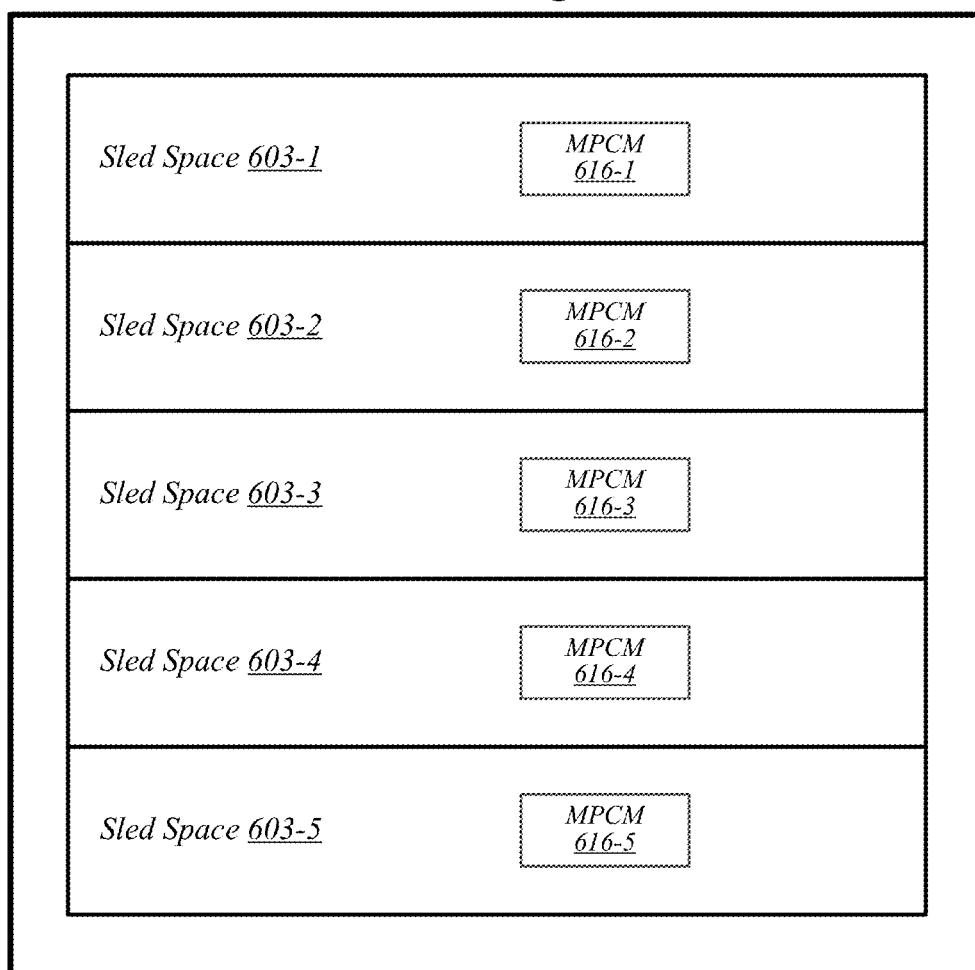 Sled Space 603-1
MPCM
616-1
Sled Space 603-2
MPCM
616-2
Sled Space 603-3
MPCM
616-3
Sled Space 603-4
MPCM
616-4
Sled Space 603-5
MPCM
616-5